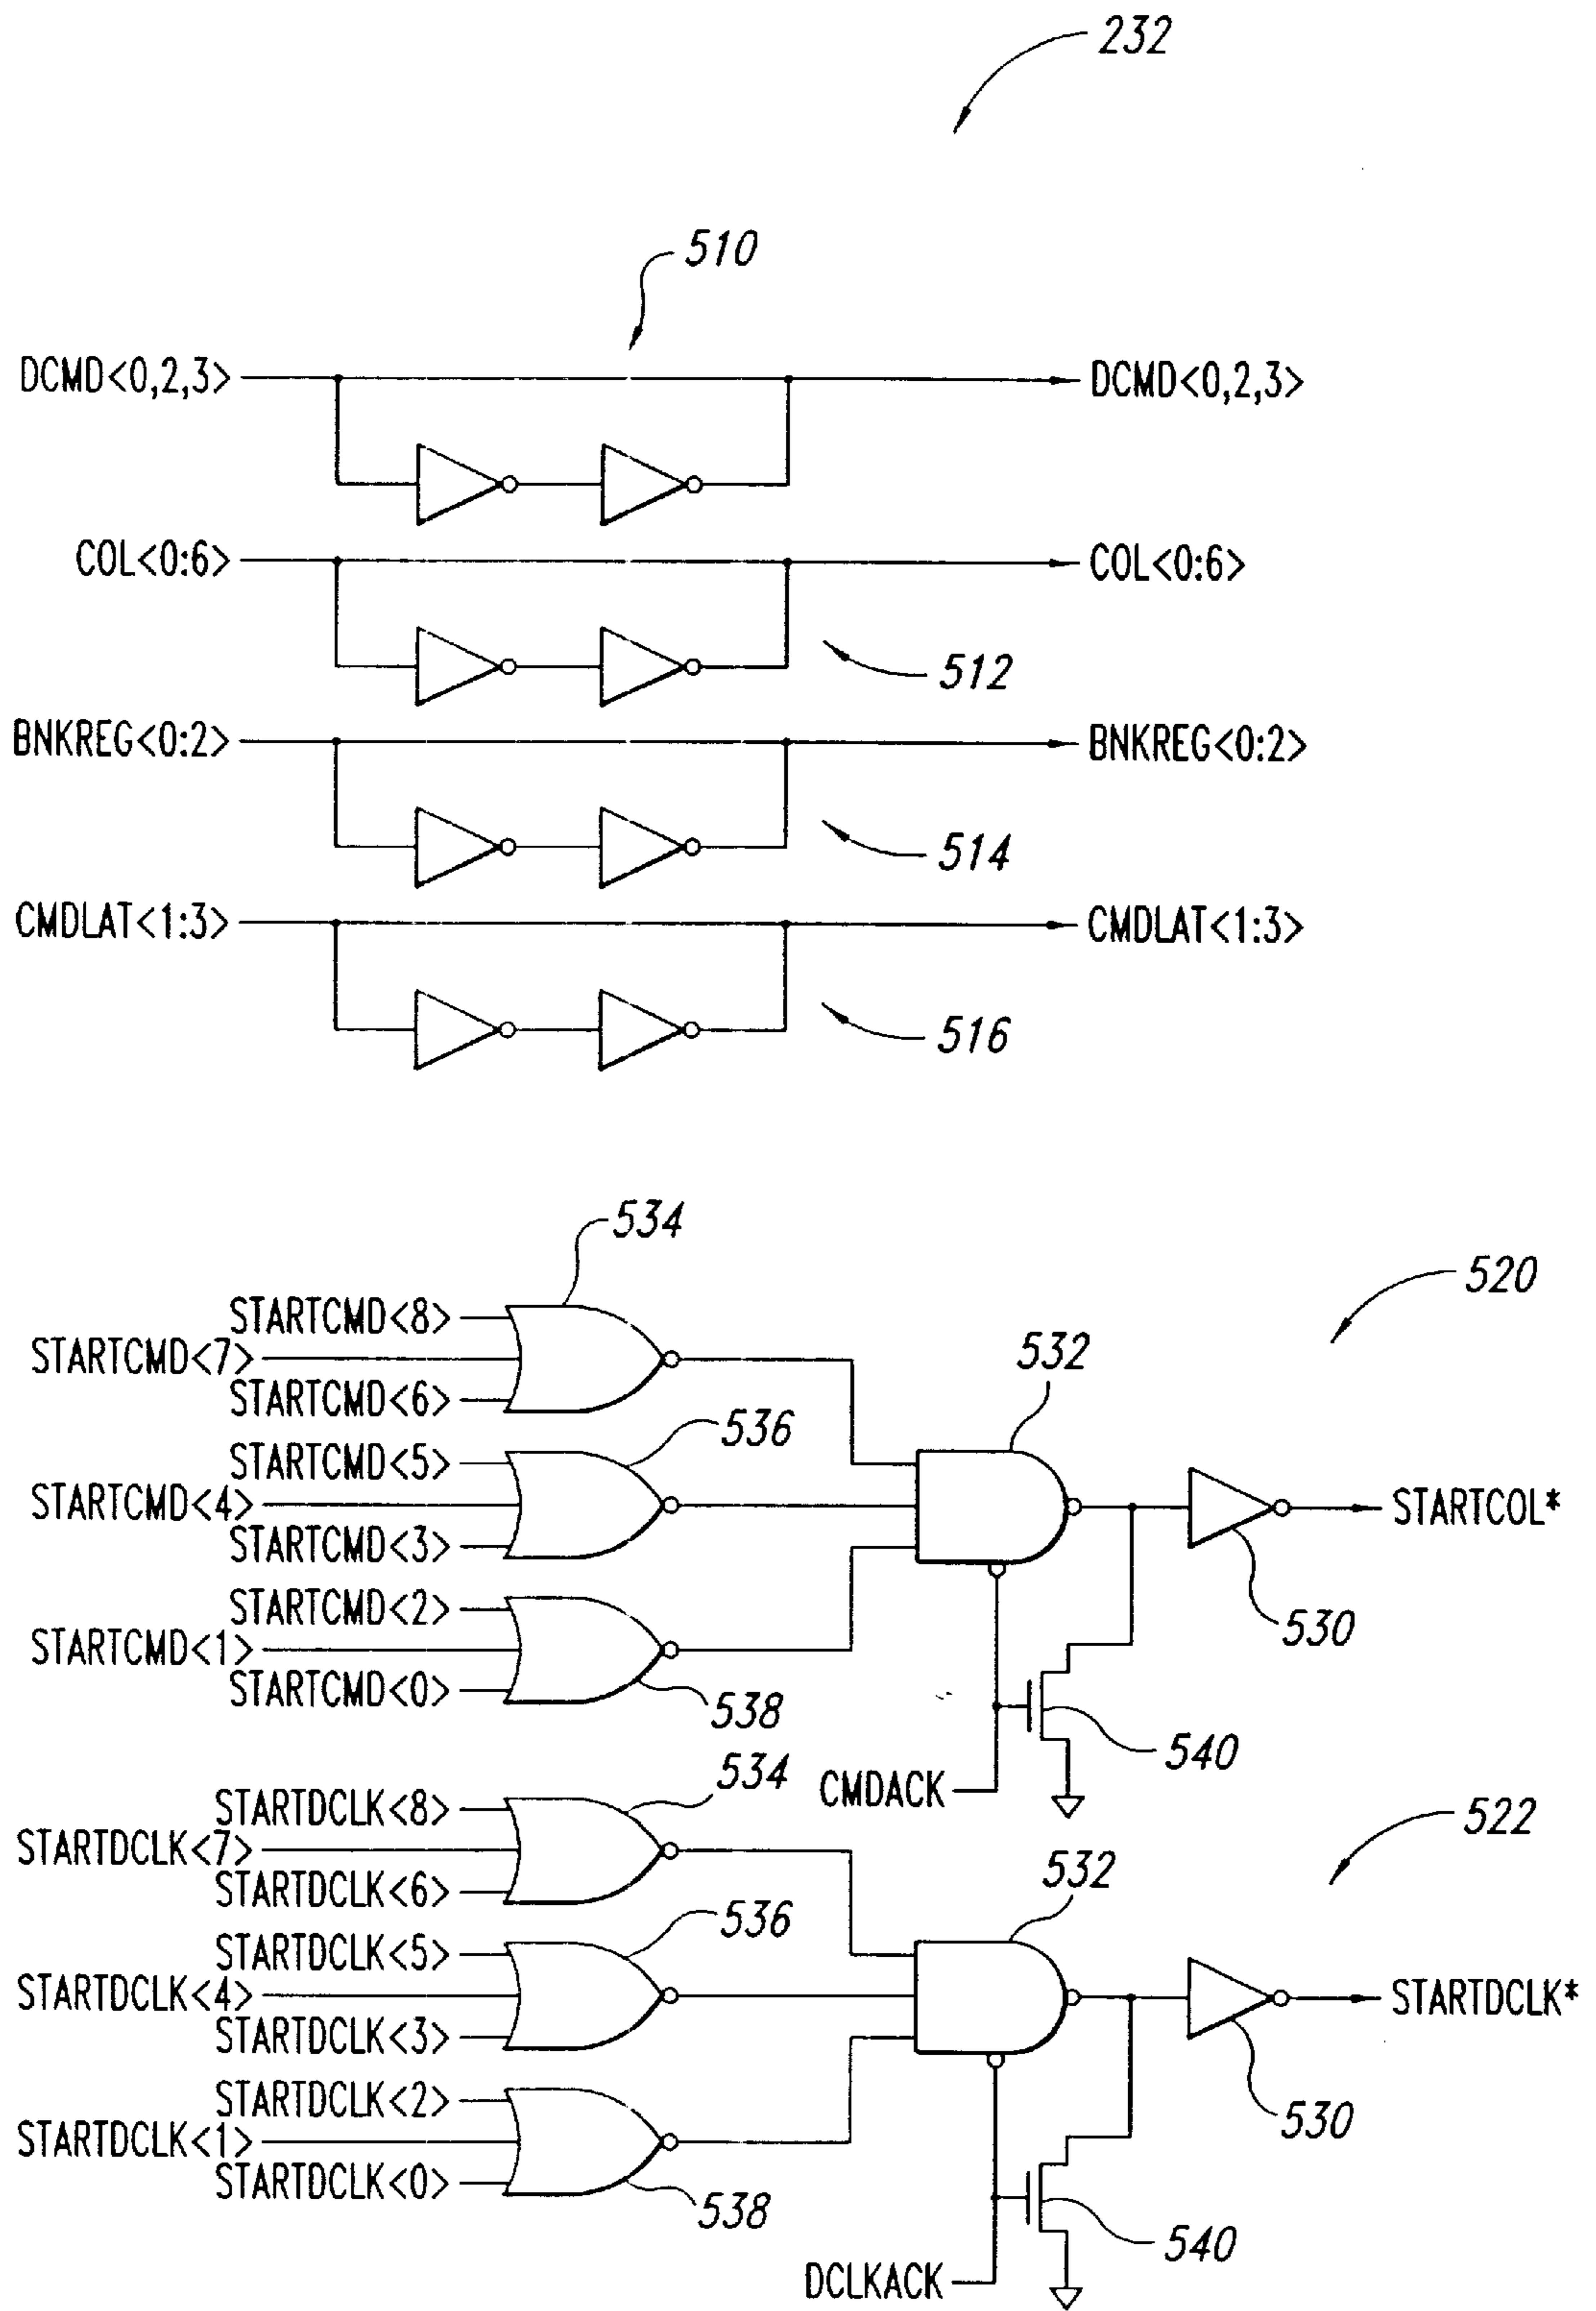 232
510
DCMD<0,2,3> DCMD<0,2,3>
COL<0:6> COL<0:6>
512
BNKREG<0:2> BNKREG<0:2>
514
CMDLAT<1:3> CMDLAT<1:3>
516
534
520
STARTCMD<8>
532
STARTCMD<7>
STARTCMD<6>
536
STARTCMD<5>
STARTCMD<4> STARTCOL*
STARTCMD<3>
STARTCMD<2>
530
STARTCMD<1>
STARTCMD<0>
538
540
534
CMDACK
STARTDCLK<8>
522
STARTDCLK<7>
532
STARTDCLK<6>
536
STARTDCLK<5>
STARTDCLK<4> STARTDCLK*
STARTDCLK<3>
STARTDCLK<2>
530
STARTDCLK<1>
STARTDCLK<0>
538
540
DCLKACK